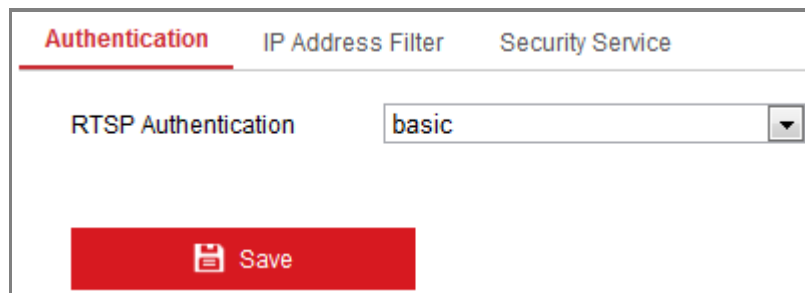 Authentication IP Address Filter Security Service
RTSP Authentication basic
Save